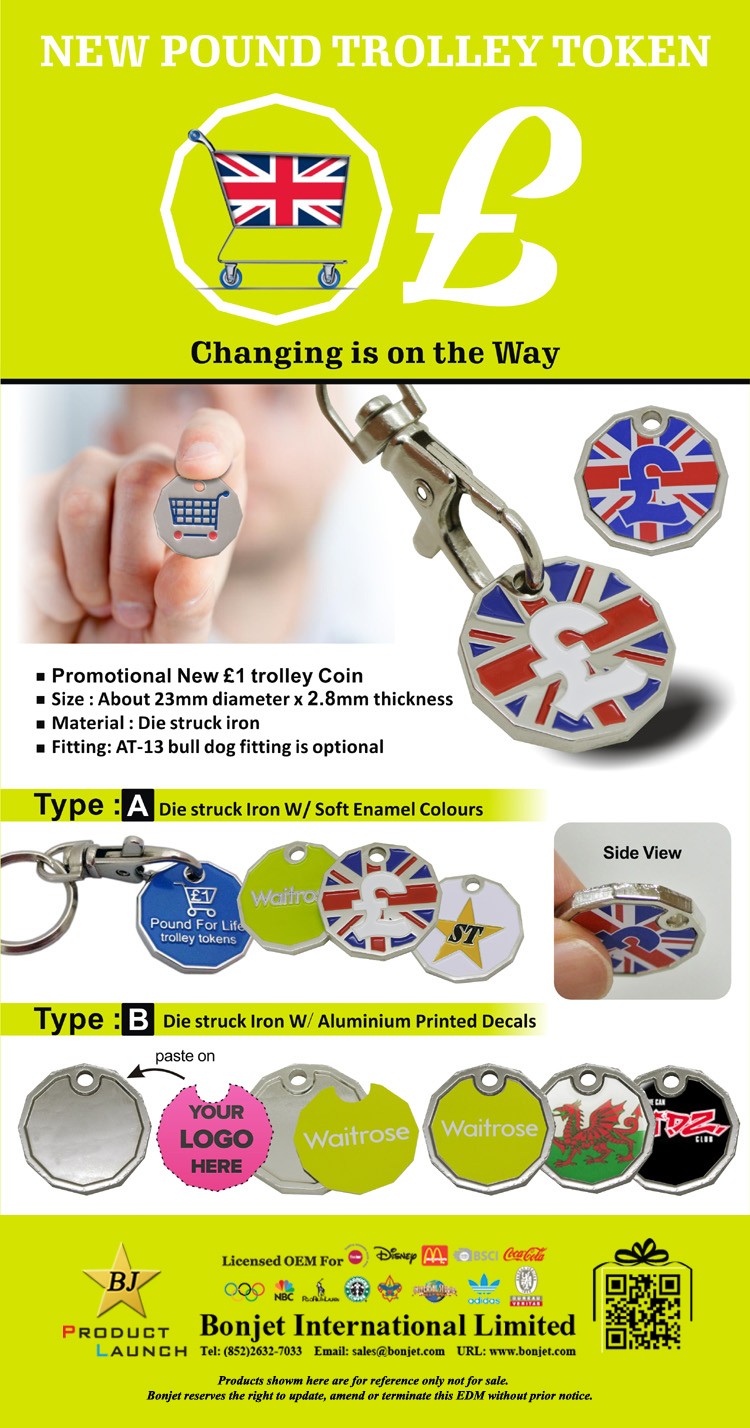 NEW POUND TROLLEY TOKEN
£
Changing is on the Way
£
£
▪ Promotional New £1 trolley Coin
▪ Size : About 23mm diameter x 2.8mm thickness
▪ Material : Die struck iron
▪ Fitting: AT-13 bull dog fitting is optional
Type : A Die struck Iron W/ Soft Enamel Colours
£1
Pound For Life
trolley tokens
Waitro
£
ST
Side View
£
Type : B Die struck Iron W/ Aluminium Printed Decals
paste on
YOUR
LOGO
HERE
Waitrose
Waitrose
CAN
CLUB
BJ
PRODUCT
LAUNCH
Licensed OEM For Disney BSCI Coca-Cola
NBC adidas
Bonjet International Limited
Tel: (852)2632-7033 Email: sales@bonjet.com URL: www.bonjet.com
Products showm here are for reference only not for sale.
Bonjet reserves the right to update, amend or terminate this EDM without prior notice.